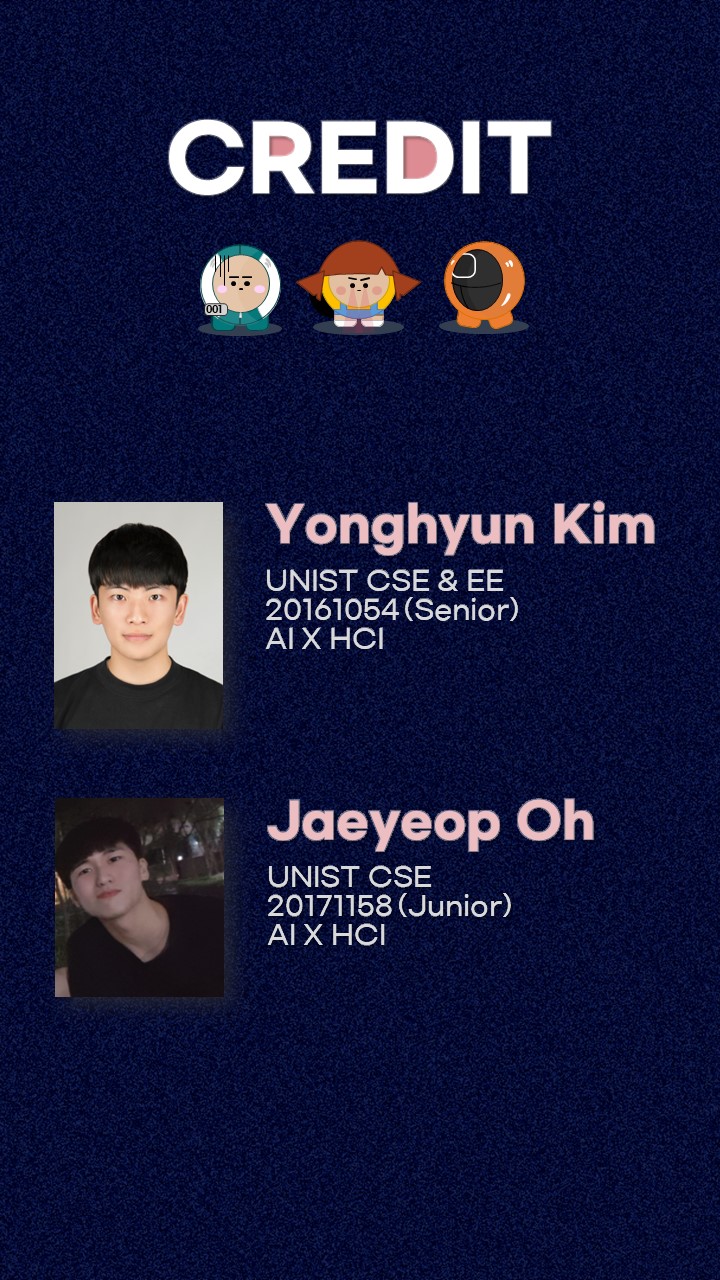 CREDIT
001
Yonghyun Kim
UNIST CSE & EE
20161054 (Senior)
AI X HCI
Jaeyeop Oh
UNIST CSE
20171158 (Junior)
AI X HCI